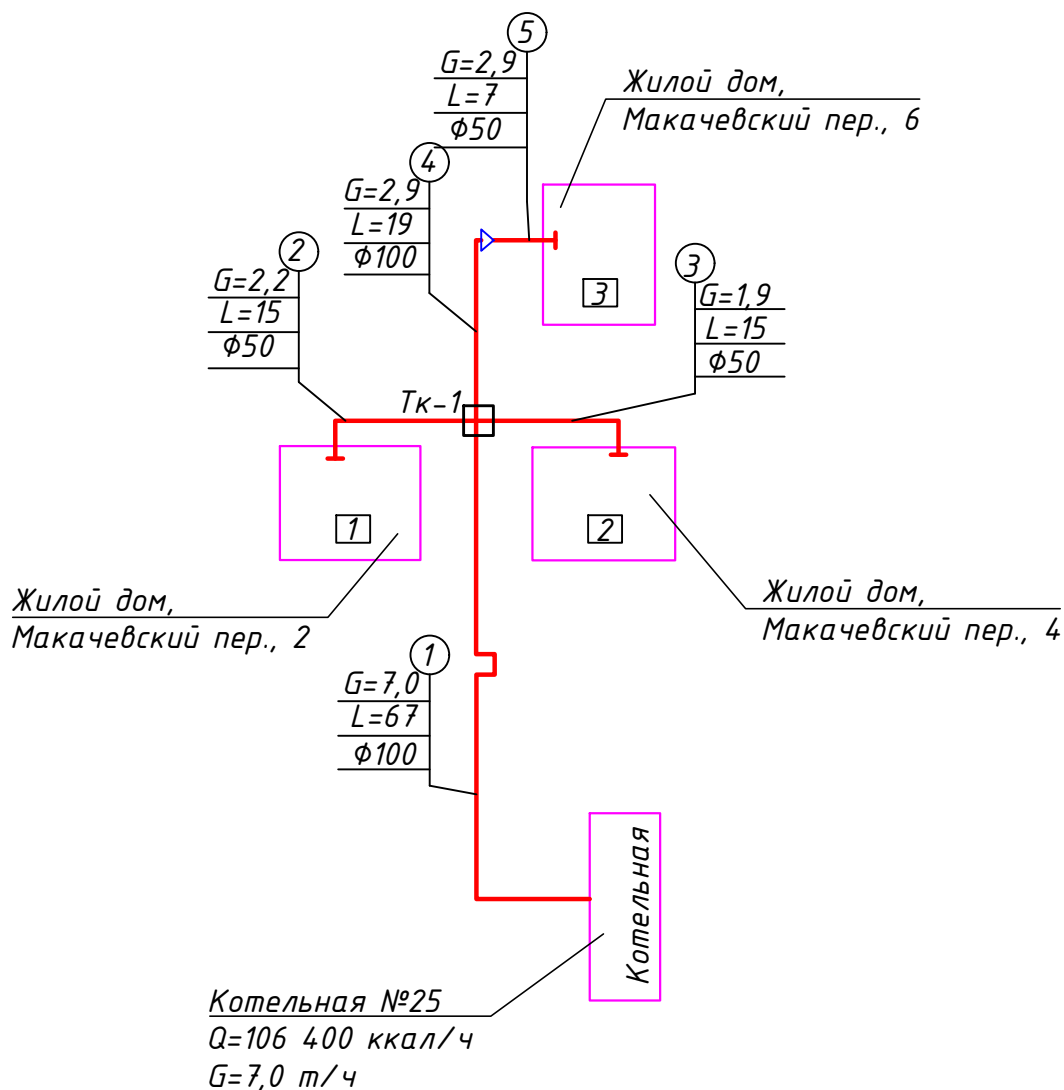 5
G=2,9
L=7
Ф50
Жилой дом,
Макачевский пер., 6
4
G=2,9
L=19
Ф100
2
G=2,2
L=15
Ф50
3
G=1,9
L=15
Ф50
3
Тк-1
1
2
Жилой дом,
Макачевский пер., 2
Жилой дом,
Макачевский пер., 4
1
G=7,0
L=67
Ф100
Котельная
Котельная №25
Q=106 400 ккал/ч
G=7,0 т/ч